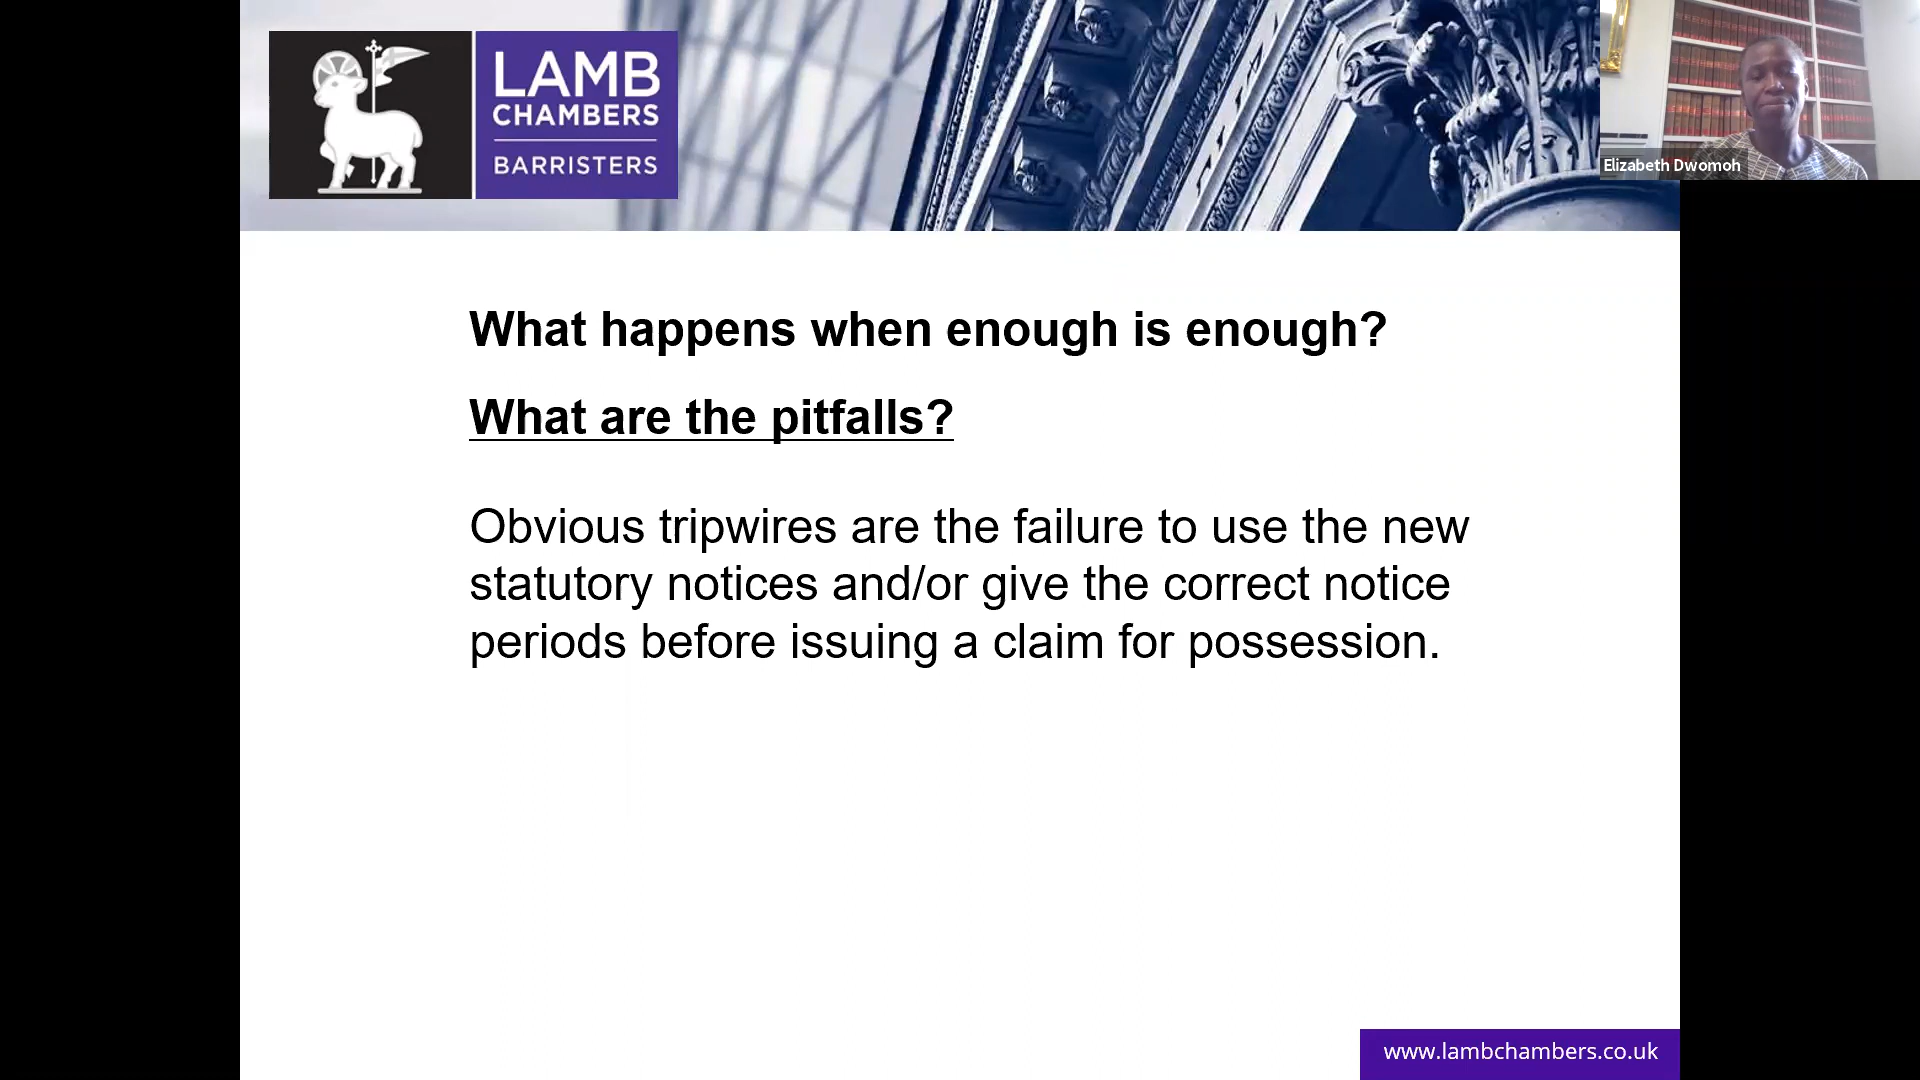 LAMB
CHAMBERS
BARRISTERS
Elizabeth Dwomoh
What happens when enough is enough?
What are the pitfalls?
Obvious tripwires are the failure to use the new
statutory notices and/or give the correct notice
periods before issuing a claim for possession.
www.lambchambers.co.uk